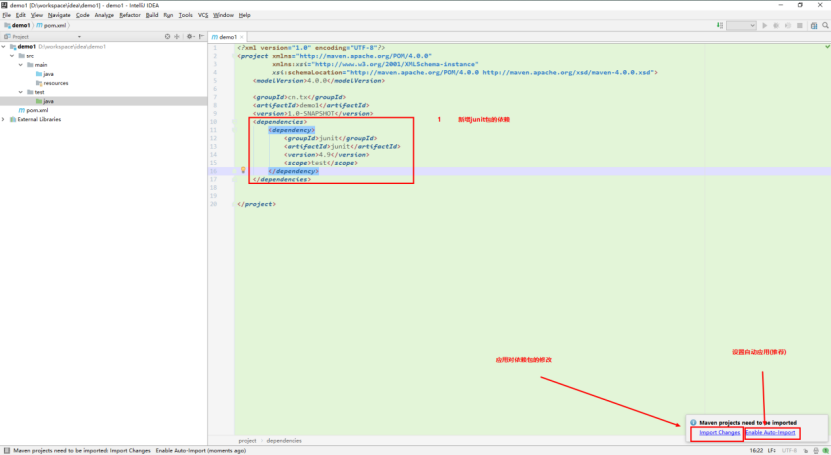 demo1 [D:\workspace\idea\demo1] - demo1 - IntelliJ IDEA
File Edit View Navigate Code Analyze Refactor Build Run Tools VCS Window Help
demo1 pom.xml
Project
demo1
demo1 D:\workspace\idea\demo1
src
main
java
resources
test
java
pom.xml
External Libraries
1 <?xml version="1.0" encoding="UTF-8"?>
2 <project xmlns="http://maven.apache.org/POM/4.0.0"
3 xmlns:xsi="http://www.w3.org/2001/XMLSchema-instance"
4 xsi:schemaLocation="http://maven.apache.org/POM/4.0.0 http://maven.apache.org/xsd/maven-4.0.0.xsd">
5 <modelVersion>4.0.0</modelVersion>
6
7 <groupId>cn.tx</groupId>
8 <artifactId>demo1</artifactId>
9 <version>1.0-SNAPSHOT</version>
10 <dependencies>
11 <dependency>
12 <groupId>junit</groupId>
13 <artifactId>junit</artifactId>
14 <version>4.9</version>
15 <scope>test</scope>
16 </dependency>
17 </dependencies>
18
19
20 </project>
1 新增junit包的依赖
应用对依赖包的修改
设置自动应用(推荐)
Maven projects need to be imported
Import Changes Enable Auto-Import
project dependencies
Maven projects need to be imported: Import Changes Enable Auto-Import (moments ago)
16:22 LF÷ UTF-8